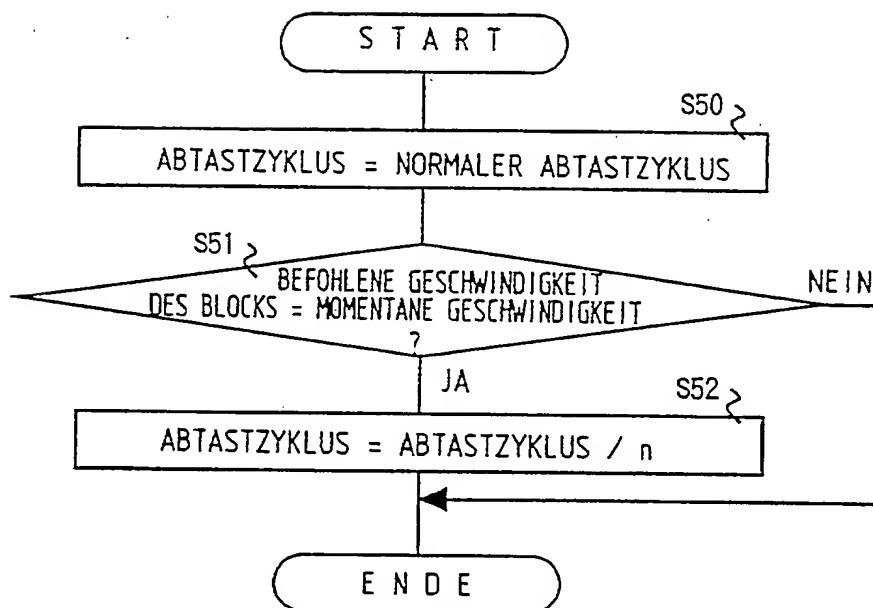 START
S50
ABTASTZYKLUS = NORMALER ABTASTZYKLUS
S51
BEFOHLENE GESCHWINDIGKEIT
DES BLOCKS = MOMENTANE GESCHWINDIGKEIT
?
NEIN
JA
S52
ABTASTZYKLUS = ABTASTZYKLUS / n
ENDE